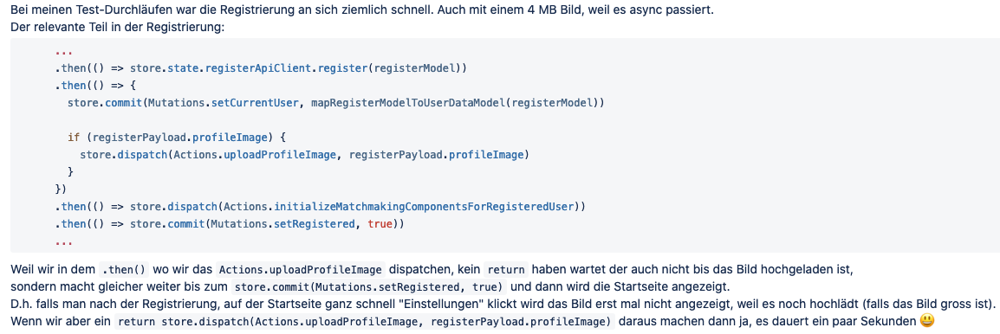 Bei meinen Test-Durchläufen war die Registrierung an sich ziemlich schnell. Auch mit einem 4 MB Bild, weil es async passiert.
Der relevante Teil in der Registrierung:
...
.then(() => store.state.registerApiClient.register(registerModel))
.then(() => {
store.commit(Mutations.setCurrentUser, mapRegisterModelToUserDataModel(registerModel))
if (registerPayload.profileImage) {
store.dispatch(Actions.uploadProfileImage, registerPayload.profileImage)
}
})
.then(() => store.dispatch(Actions.initializeMatchmakingComponentsForRegisteredUser))
.then(() => store.commit(Mutations.setRegistered, true))
...
Weil wir in dem .then() wo wir das Actions.uploadProfileImage dispatchen, kein return haben wartet der auch nicht bis das Bild hochgeladen ist,
sondern macht gleicher weiter bis zum store.commit(Mutations.setRegistered, true) und dann wird die Startseite angezeigt.
D.h. falls man nach der Registrierung, auf der Startseite ganz schnell "Einstellungen" klickt wird das Bild erst mal nicht angezeigt, weil es noch hochlädt (falls das Bild gross ist).
Wenn wir aber ein return store.dispatch(Actions.uploadProfileImage, registerPayload.profileImage) daraus machen dann ja, es dauert ein paar Sekunden 😃